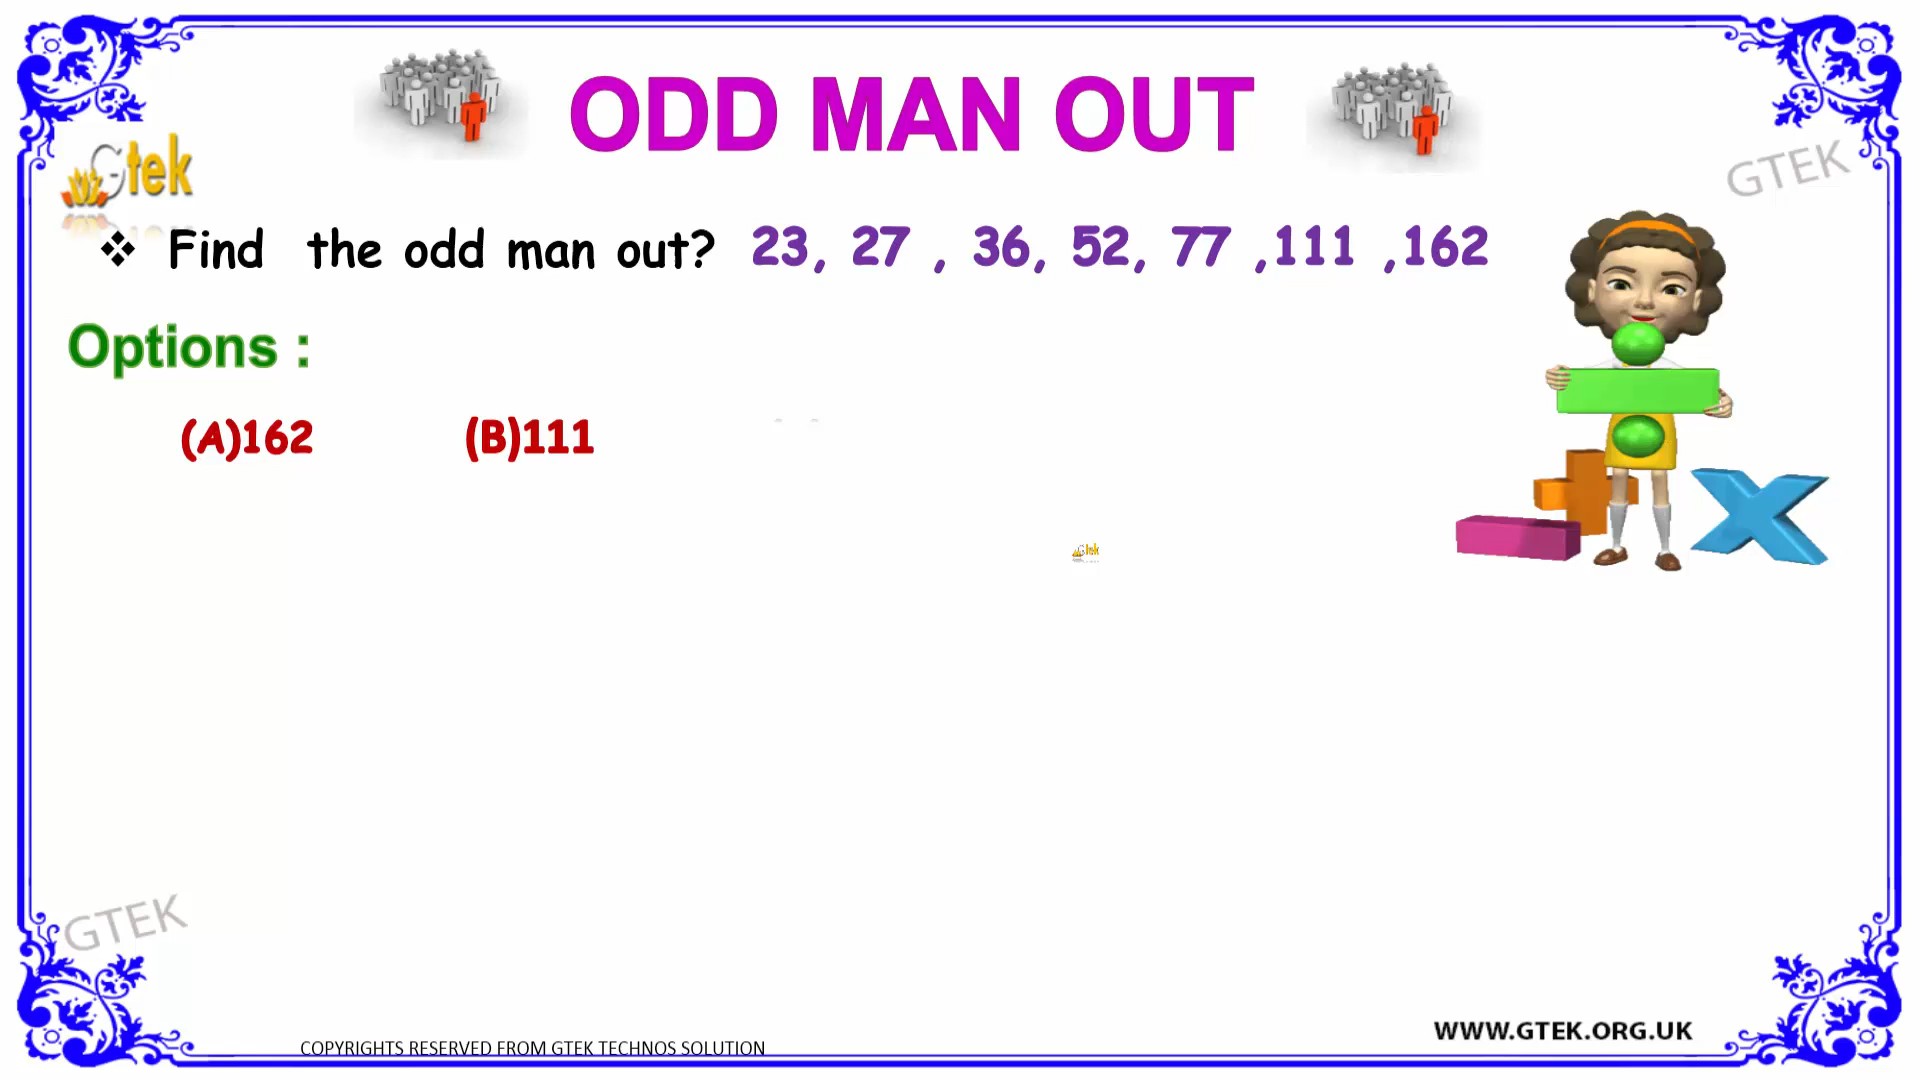 ODD MAN OUT
Gtek
GTEK
❖ Find the odd man out? 23, 27 , 36, 52, 77 ,111 ,162
Options :
(A)162 (B)111
Gtek
GTEK
WWW.GTEK.ORG.UK
COPYRIGHTS RESERVED FROM GTEK TECHNOS SOLUTION